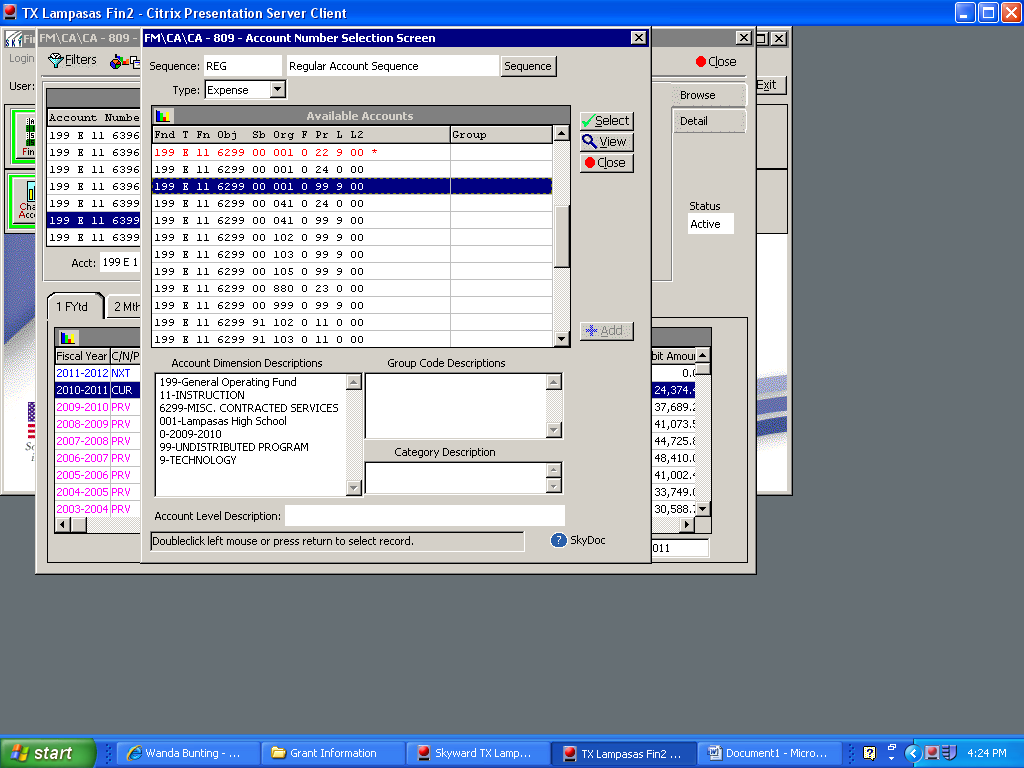 TX Lampasas Fin2 - Citrix Presentation Server Client
FM\CA\CA - 809 -
FM\CA\CA - 809 - Account Number Selection Screen
Login
User:
Filters
Close
Exit
Browse
Detail
Status
Active
Account Numbe
199 E 11 6396
199 E 11 6396
199 E 11 6396
199 E 11 6396
199 E 11 6396
199 E 11 6399
199 E 11 6399
Acct: 199 E 1
1 FYtd
2 Mth
Fiscal Year C/N/P
2011-2012 NXT
2010-2011 CUR
2009-2010 PRV
2008-2009 PRV
2007-2008 PRV
2006-2007 PRV
2005-2006 PRV
2004-2005 PRV
2003-2004 PRV
Sequence: REG Regular Account Sequence Sequence
Type: Expense
Available Accounts
Fnd T Fn Obj Sb Org F Pr L L2 Group
199 E 11 6299 00 001 0 22 9 00 *
199 E 11 6299 00 001 0 24 0 00
199 E 11 6299 00 001 0 99 9 00
199 E 11 6299 00 041 0 24 0 00
199 E 11 6299 00 041 0 99 9 00
199 E 11 6299 00 102 0 99 9 00
199 E 11 6299 00 103 0 99 9 00
199 E 11 6299 00 105 0 99 9 00
199 E 11 6299 00 880 0 23 0 00
199 E 11 6299 00 999 0 99 9 00
199 E 11 6299 91 102 0 11 0 00
199 E 11 6299 91 103 0 11 0 00
Select
View
Close
Add
Account Dimension Descriptions
199-General Operating Fund
11-INSTRUCTION
6299-MISC. CONTRACTED SERVICES
001-Lampasas High School
0-2009-2010
99-UNDISTRIBUTED PROGRAM
9-TECHNOLOGY
Group Code Descriptions
Category Description
Account Level Description:
Doubleclick left mouse or press return to select record.
SkyDoc
bit Amour
0.0
24,374.4
37,689.2
41,073.5
44,725.8
48,410.0
41,002.4
33,749.0
30,588.7
011
start
Wanda Bunting - ...
Grant Information
Skyward TX Lamp...
TX Lampasas Fin2 ...
Document1 - Micro...
4:24 PM